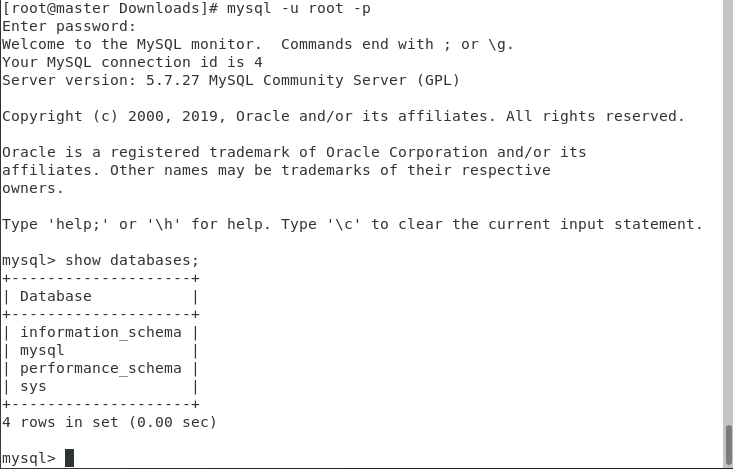 [root@master Downloads]# mysql -u root -p
Enter password:
Welcome to the MySQL monitor.  Commands end with ; or \g.
Your MySQL connection id is 4
Server version: 5.7.27 MySQL Community Server (GPL)
Copyright (c) 2000, 2019, Oracle and/or its affiliates. All rights reserved.
Oracle is a registered trademark of Oracle Corporation and/or its
affiliates. Other names may be trademarks of their respective
owners.
Type 'help;' or '\h' for help. Type '\c' to clear the current input statement.
mysql> show databases;
+--------------------+
| Database           |
+--------------------+
| information_schema |
| mysql              |
| performance_schema |
| sys                |
+--------------------+
4 rows in set (0.00 sec)
mysql>